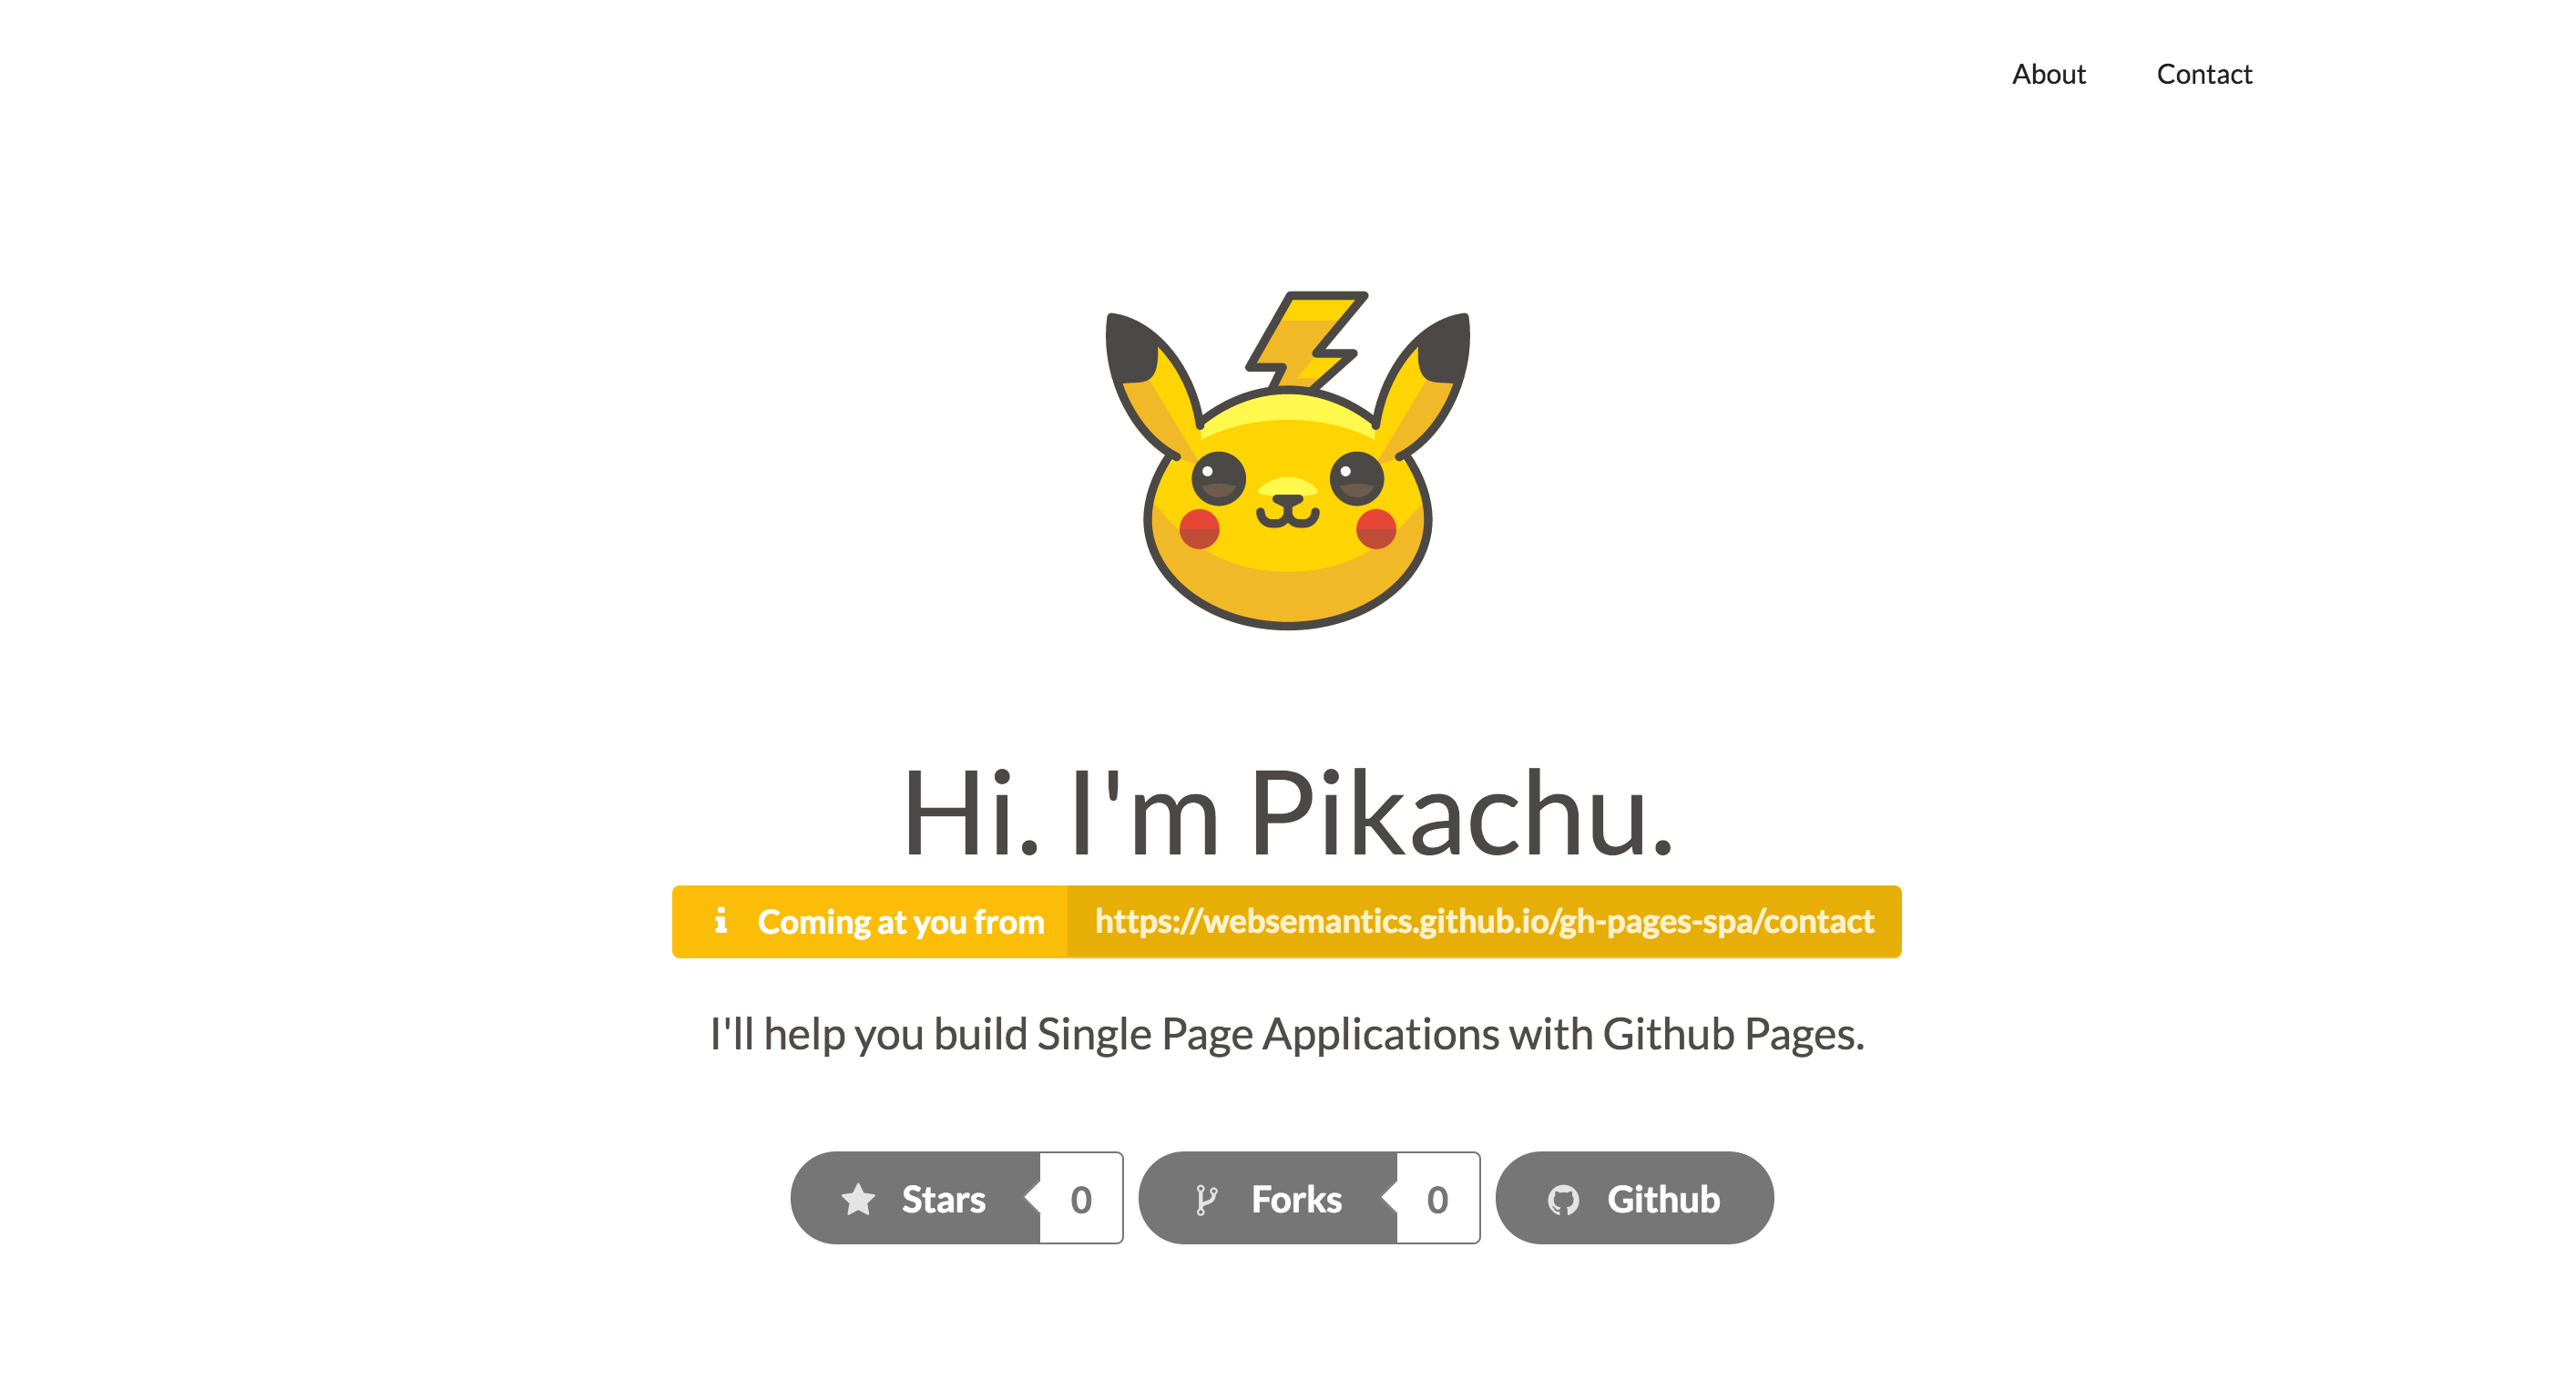 About Contact
Hi. I'm Pikachu.
Coming at you from https://websemantics.github.io/gh-pages-spa/contact
I'll help you build Single Page Applications with Github Pages.
Stars 0 Forks 0 Github